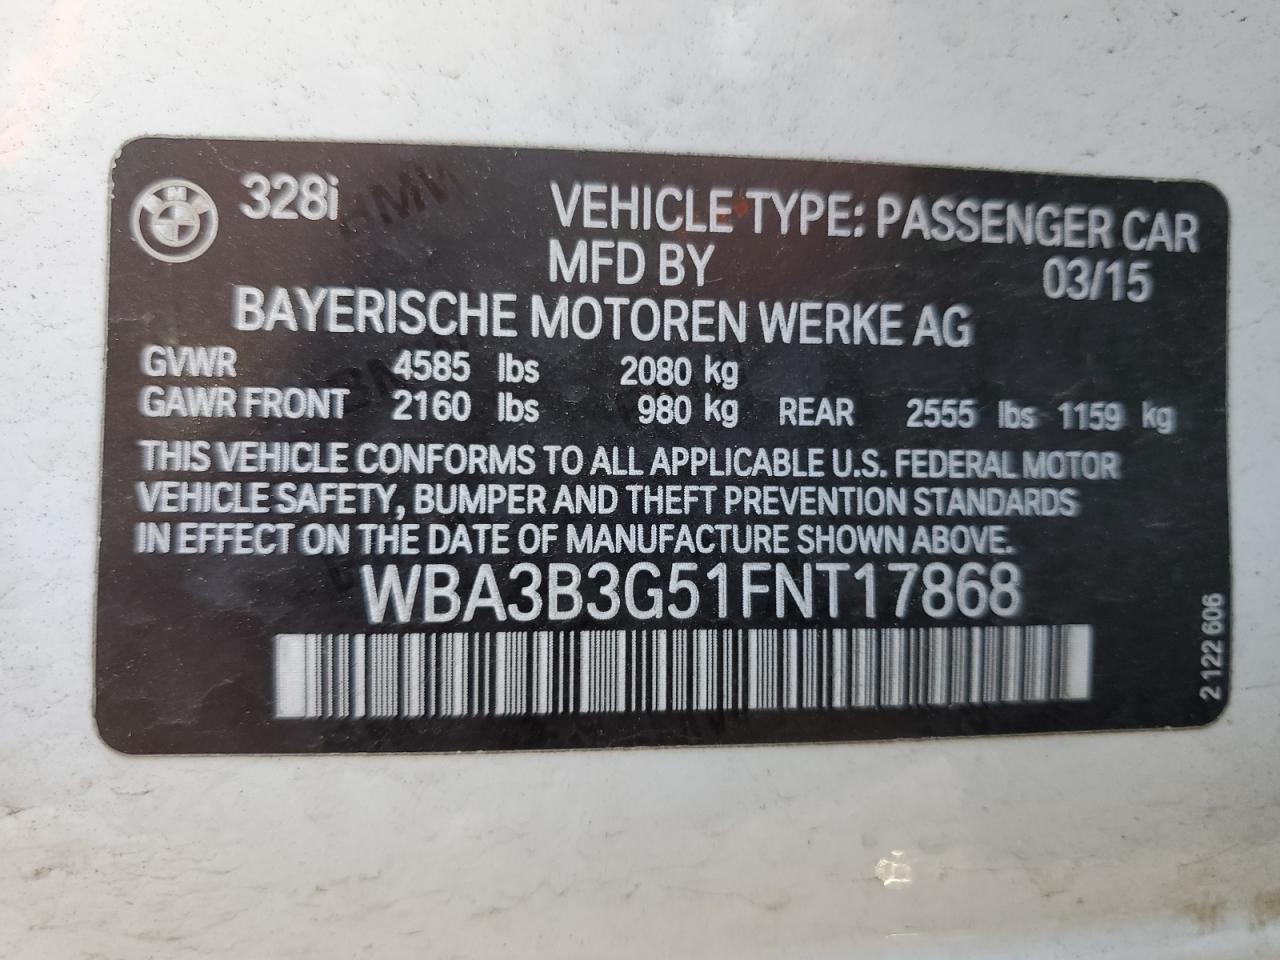 328i VEHICLE TYPE: PASSENGER CAR
MFD BY 03/15
BAYERISCHE MOTOREN WERKE AG
GVWR 4585 lbs 2080 kg
GAWR FRONT 2160 lbs 980 kg REAR 2555 lbs 1159 kg
THIS VEHICLE CONFORMS TO ALL APPLICABLE U.S. FEDERAL MOTOR
VEHICLE SAFETY, BUMPER AND THEFT PREVENTION STANDARDS
IN EFFECT ON THE DATE OF MANUFACTURE SHOWN ABOVE.
WBA3B3G51FNT17868
2 122 606